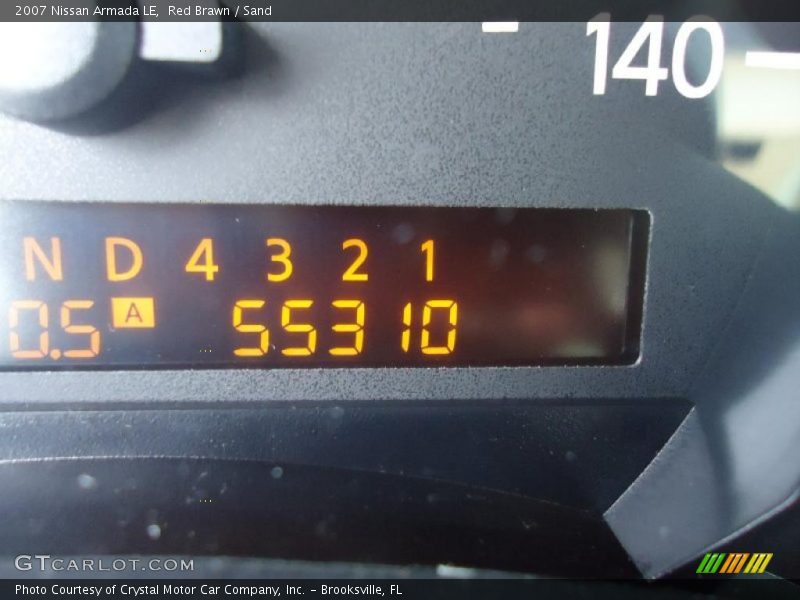 2007 Nissan Armada LE,  Red Brawn / Sand
140
N D 4 3 2 1
0.5 A 55310
GTCARLOT.COM
Photo Courtesy of Crystal Motor Car Company, Inc. – Brooksville, FL